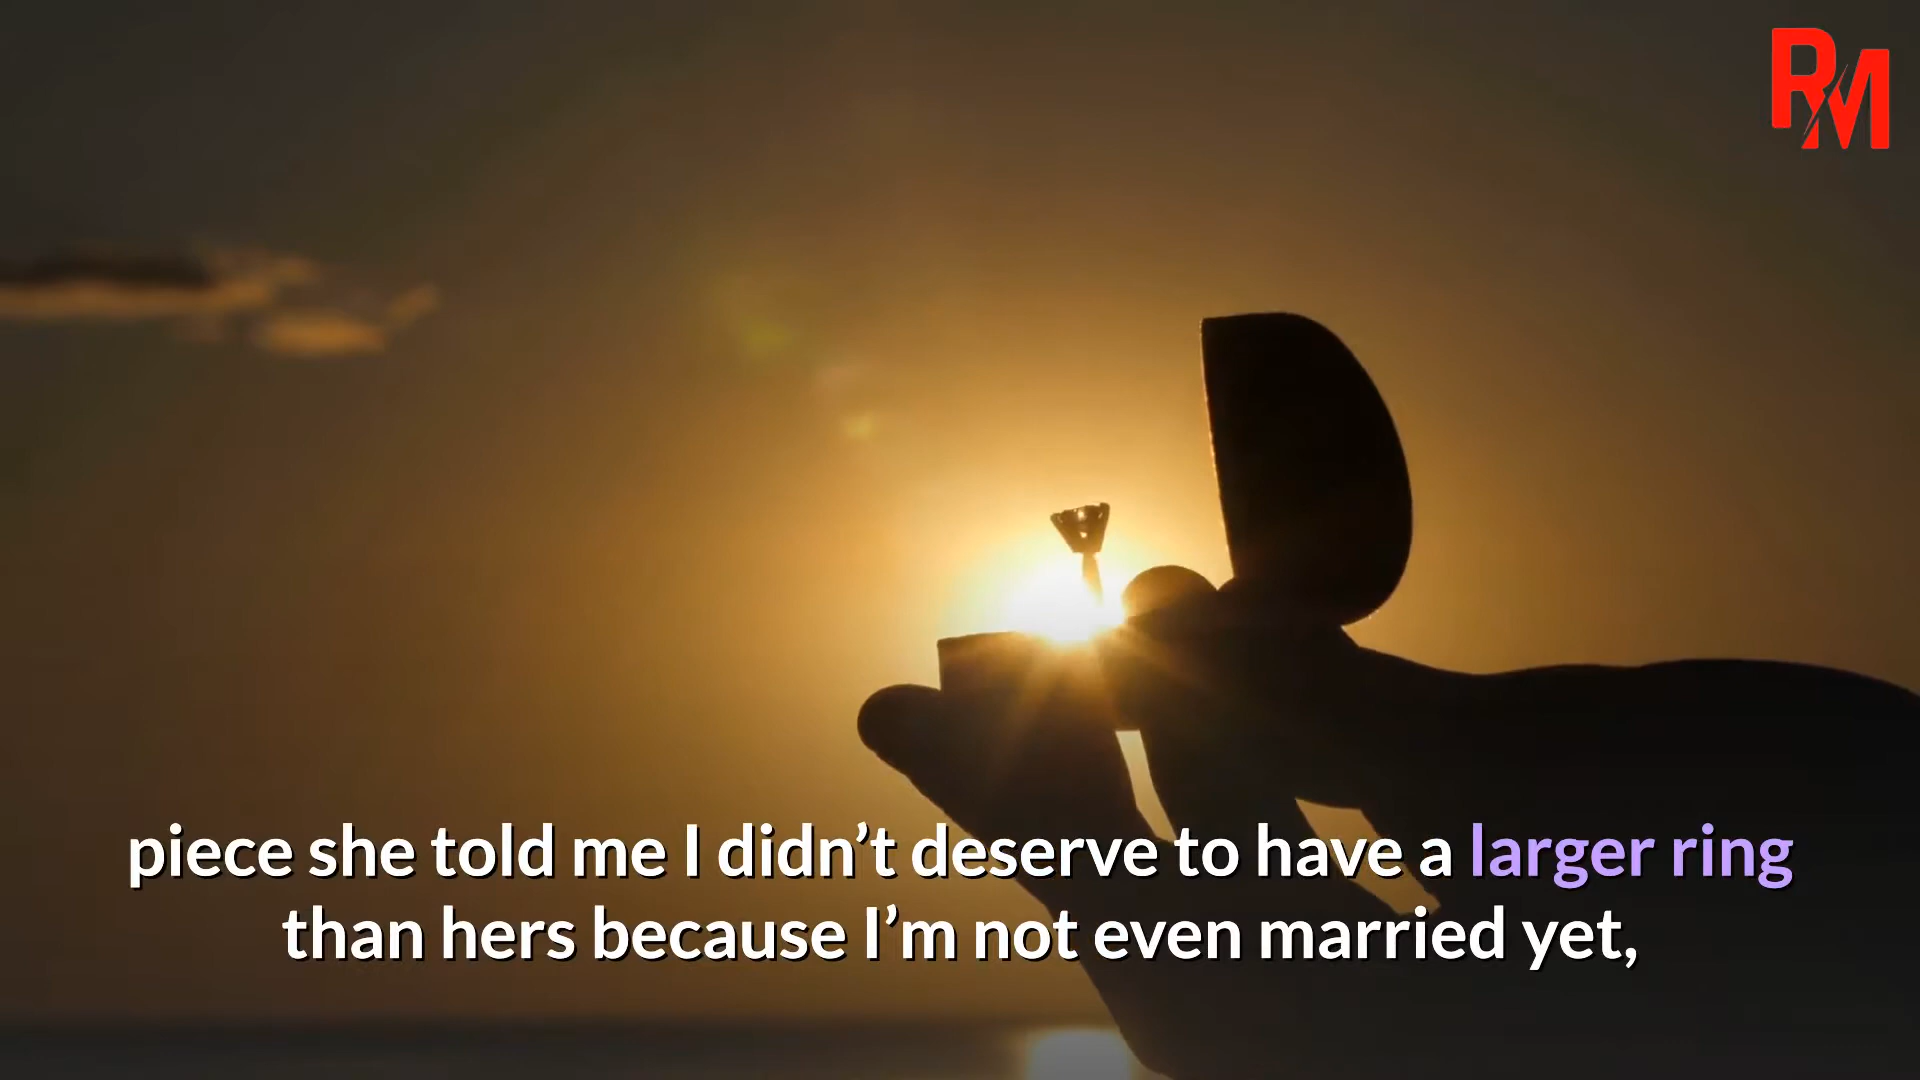 RM
piece she told me I didn’t deserve to have a larger ring
than hers because I’m not even married yet,